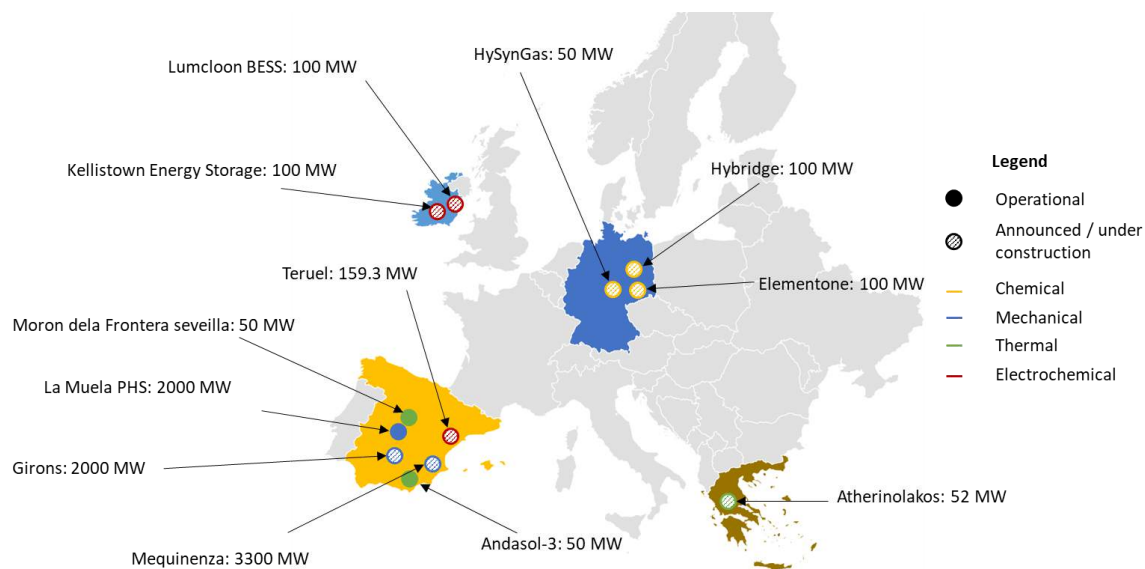 HySynGas: 50 MW
Lumcloon BESS: 100 MW
Kellistown Energy Storage: 100 MW
Hybridge: 100 MW
Teruel: 159.3 MW
Elementone: 100 MW
Moron dela Frontera seveilla: 50 MW
La Muela PHS: 2000 MW
Girons: 2000 MW
Mequinenza: 3300 MW
Andasol-3: 50 MW
Atherinolakos: 52 MW
Legend
Operational
Announced / under
construction
Chemical
Mechanical
Thermal
Electrochemical